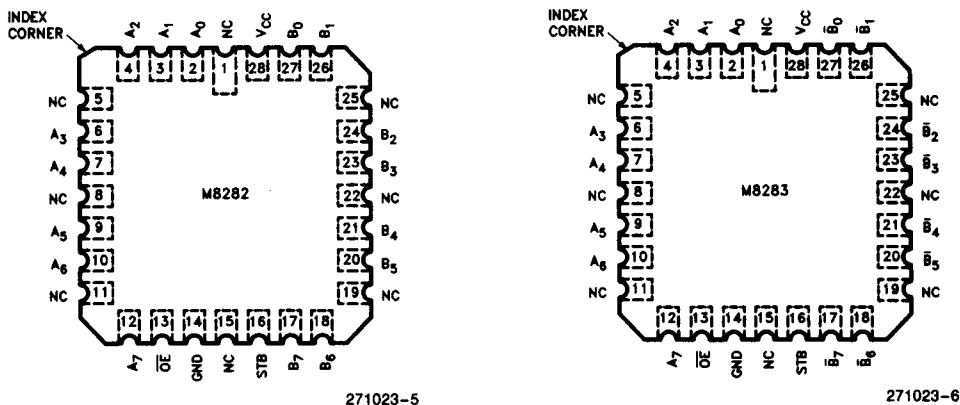 INDEX
CORNER
A₂ A₁ A₀ NC V_CC B₀ B₁
4 3 2 1 28 27 26
NC 5 25 NC
A₃ 6 24 B₂
A₄ 7 23 B₃
NC 8 M8282 22 NC
A₅ 9 21 B₄
A₆ 10 20 B₅
NC 11 19 NC
12 13 14 15 16 17 18
A₇ O̅E̅ GND NC STB B₇ B₆
271023-5
INDEX
CORNER
A₂ A₁ A₀ NC V_CC B̅₀ B̅₁
4 3 2 1 28 27 26
NC 5 25 NC
A₃ 6 24 B̅₂
A₄ 7 23 B̅₃
NC 8 M8283 22 NC
A₅ 9 21 B̅₄
A₆ 10 20 B̅₅
NC 11 19 NC
12 13 14 15 16 17 18
A₇ O̅E̅ GND NC STB B̅₇ B̅₆
271023-6